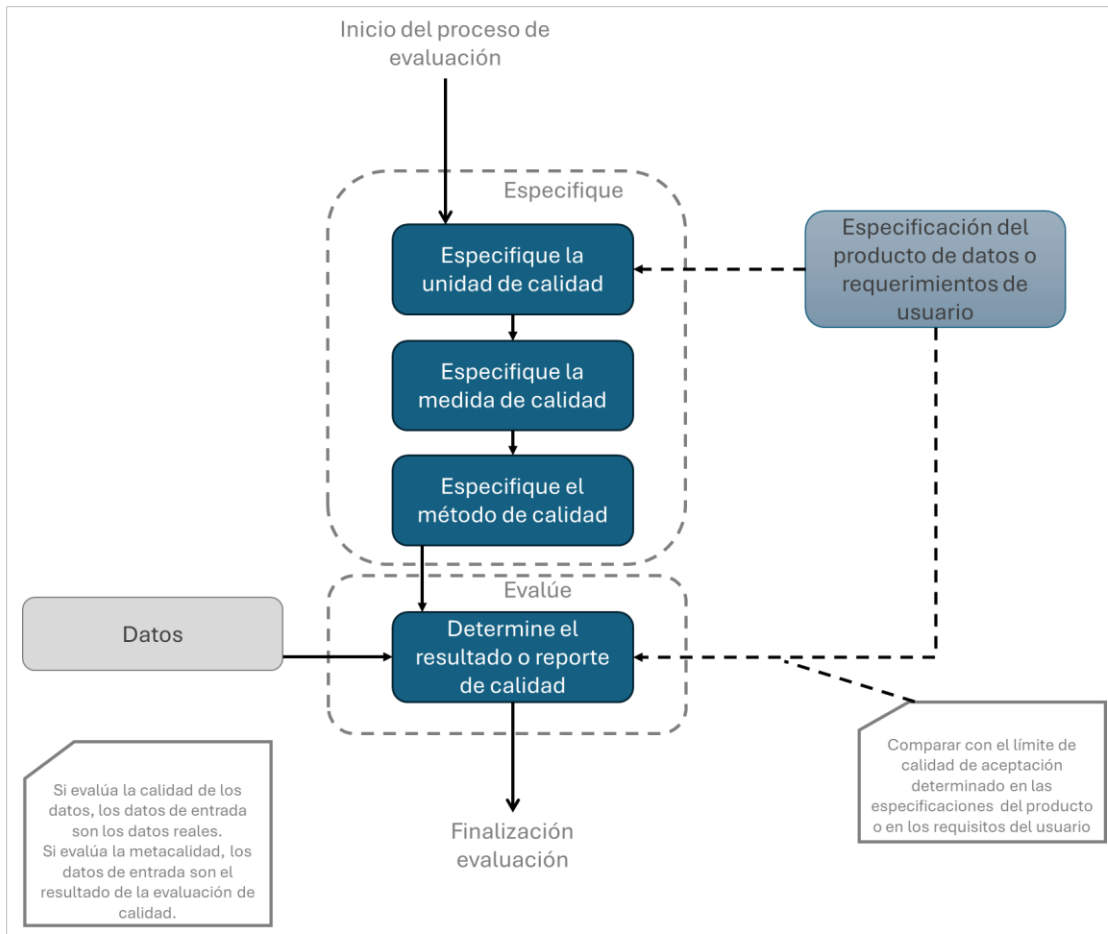 Inicio del proceso de
evaluación
Especifique
Especifique la
unidad de calidad
Especificación del
producto de datos o
requerimientos de
usuario
Especifique la
medida de calidad
Especifique el
método de calidad
Evalúe
Datos
Determine el
resultado o reporte
de calidad
Si evalúa la calidad de los
datos, los datos de entrada
son los datos reales.
Si evalúa la metacalidad, los
datos de entrada son el
resultado de la evaluación de
calidad.
Comparar con el límite de
calidad de aceptación
determinado en las
especificaciones del producto
o en los requisitos del usuario
Finalización
evaluación